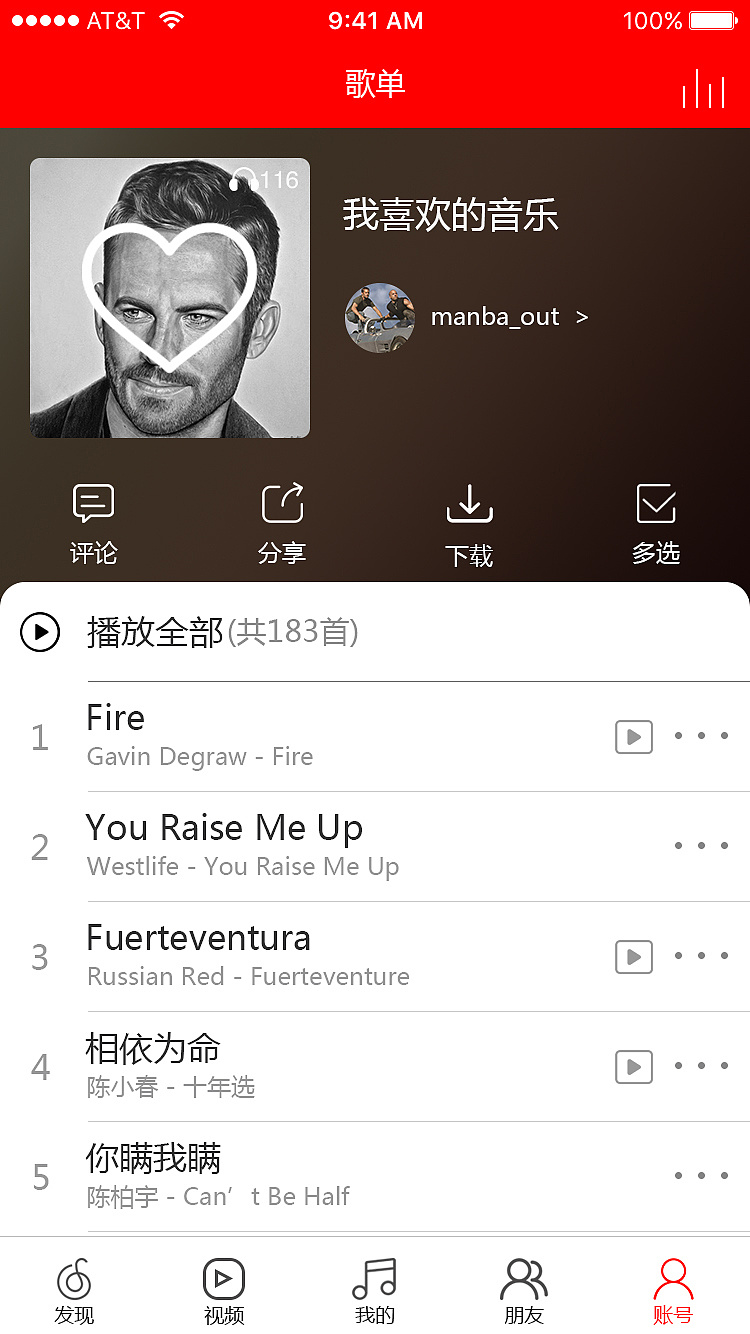 AT&T 9:41 AM 100%
歌单
116
我喜欢的音乐
manba_out >
评论 分享 下载 多选
播放全部(共183首)
1 Fire
Gavin Degraw - Fire
2 You Raise Me Up
Westlife - You Raise Me Up
3 Fuerteventura
Russian Red - Fuerteventure
4 相依为命
陈小春 - 十年选
5 你瞒我瞒
陈柏宇 - Can’t Be Half
发现 视频 我的 朋友 账号